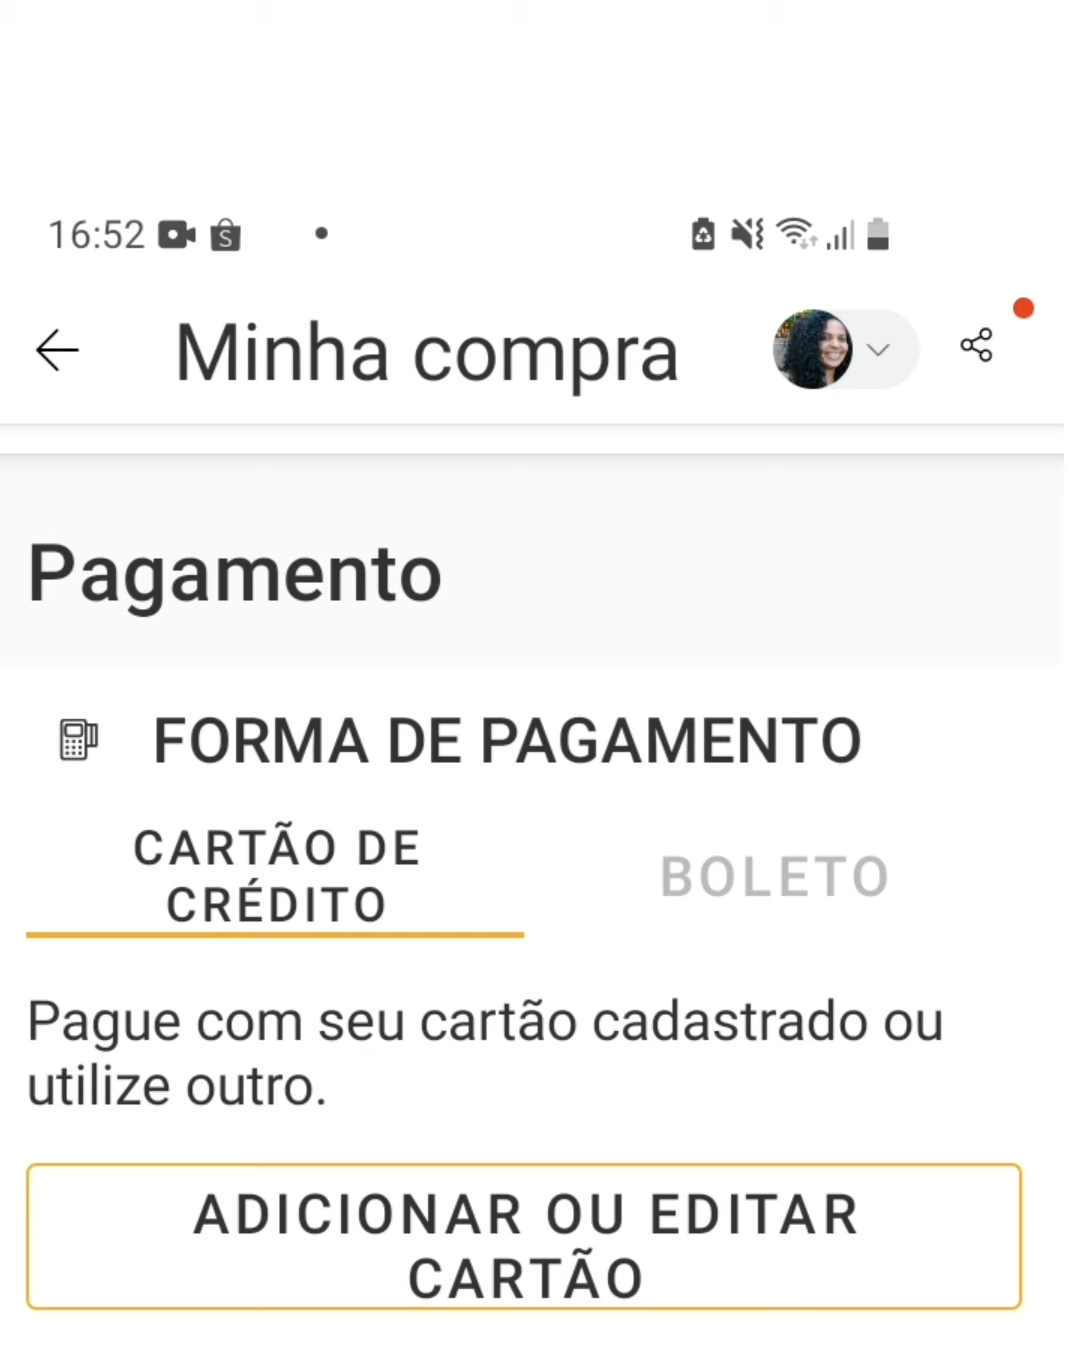 16:52
Minha compra
Pagamento
FORMA DE PAGAMENTO
CARTÃO DE
CRÉDITO
BOLETO
Pague com seu cartão cadastrado ou
utilize outro.
ADICIONAR OU EDITAR
CARTÃO